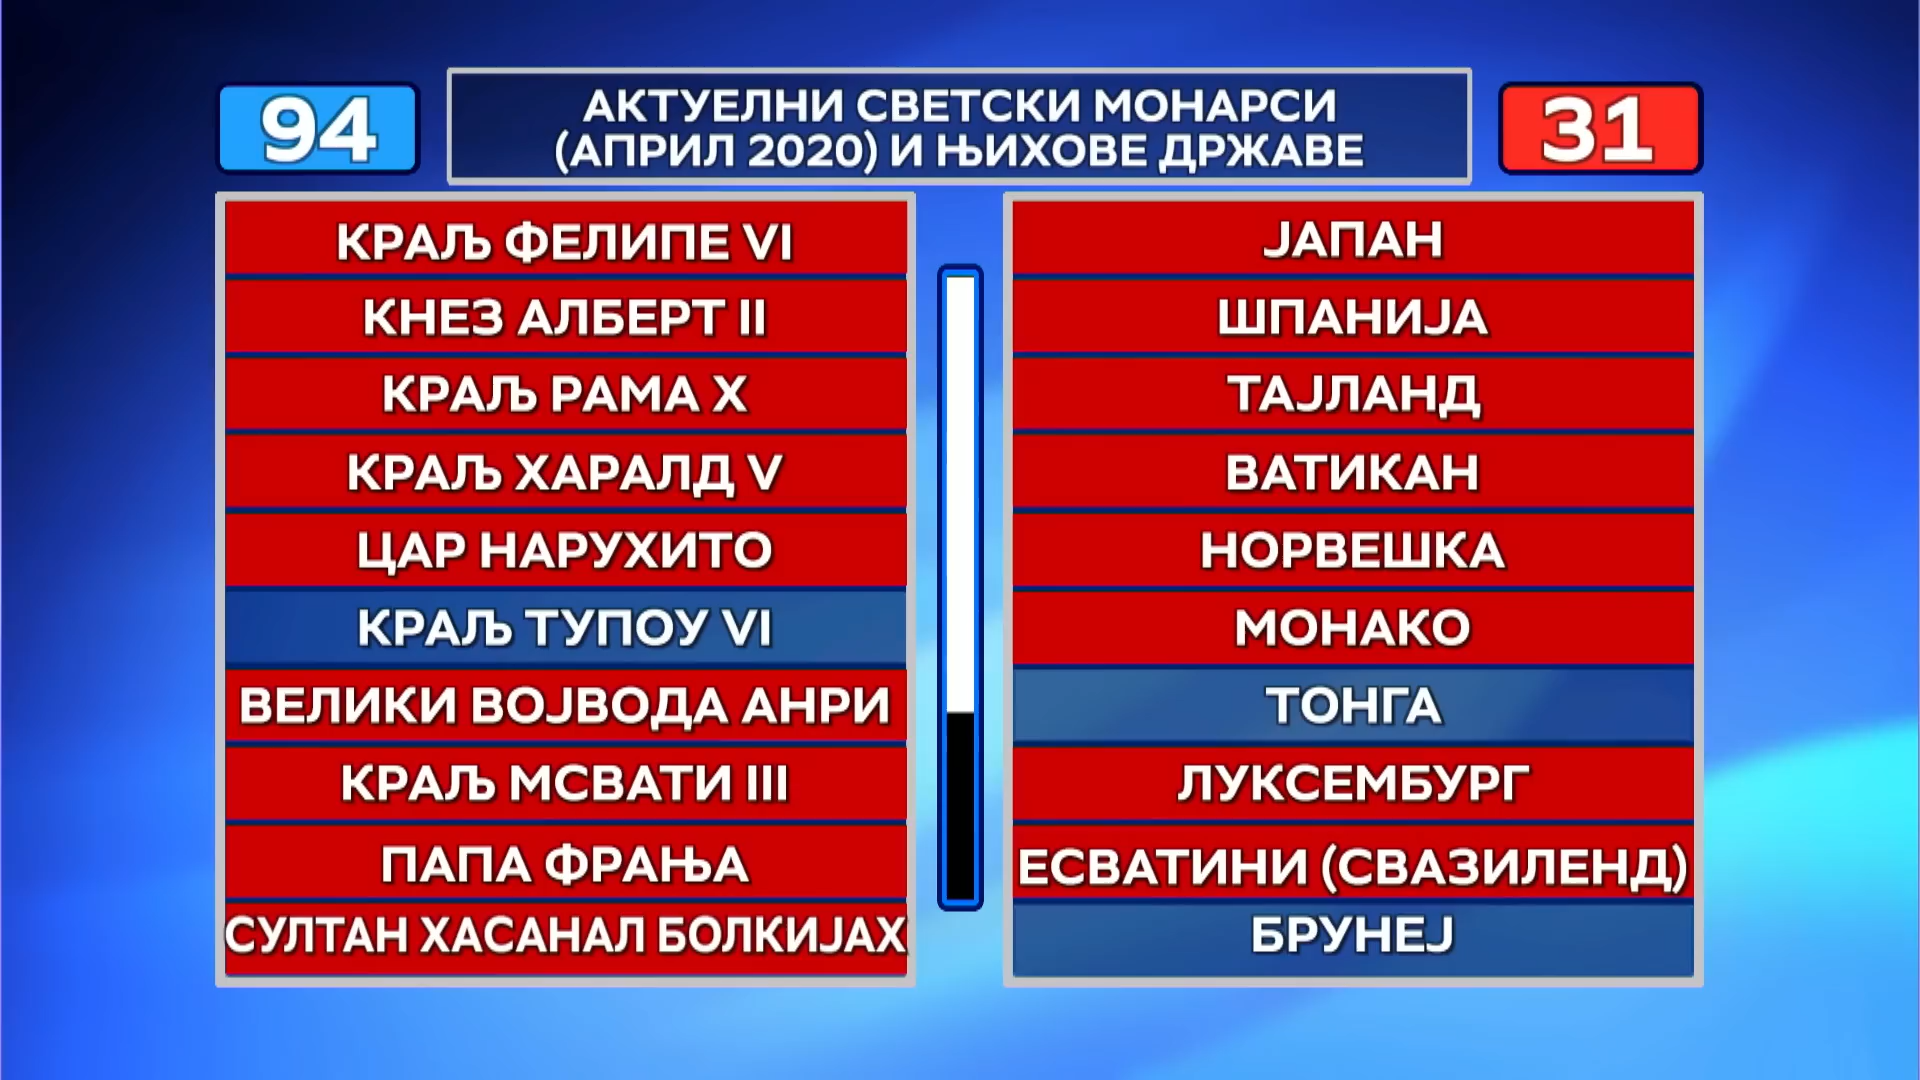 94
АКТУЕЛНИ СВЕТСКИ МОНАРСИ
(АПРИЛ 2020) И ЊИХОВЕ ДРЖАВЕ
31
КРАЉ ФЕЛИПЕ VI
КНЕЗ АЛБЕРТ II
КРАЉ РАМА X
КРАЉ ХАРАЛД V
ЦАР НАРУХИТО
КРАЉ ТУПОУ VI
ВЕЛИКИ ВОЈВОДА АНРИ
КРАЉ МСВАТИ III
ПАПА ФРАЊА
СУЛТАН ХАСАНАЛ БОЛКИЈАХ
ЈАПАН
ШПАНИЈА
ТАЈЛАНД
ВАТИКАН
НОРВЕШКА
МОНАКО
ТОНГА
ЛУКСЕМБУРГ
ЕСВАТИНИ (СВАЗИЛЕНД)
БРУНЕЈ